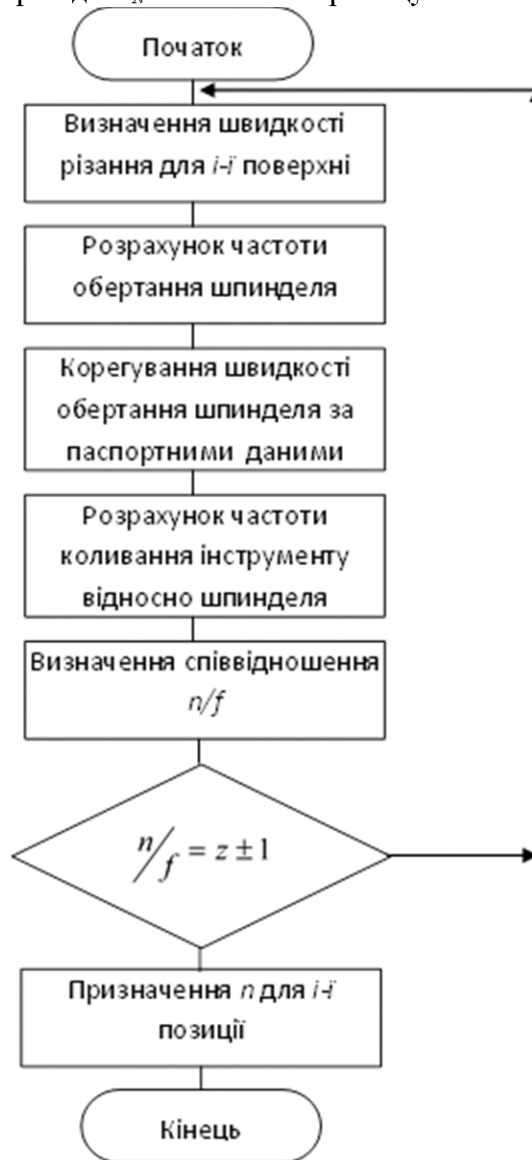 Початок
Визначення швидкості
різання для і-ї поверхні
Розрахунок частоти
обертання шпинделя
Корегування швидкості
обертання шпинделя за
паспортними даними
Розрахунок частоти
коливання інструменту
відносно шпинделя
Визначення співвідношення
n/f
n/f = z ± 1
Призначення n для і-ї
позиції
Кінець